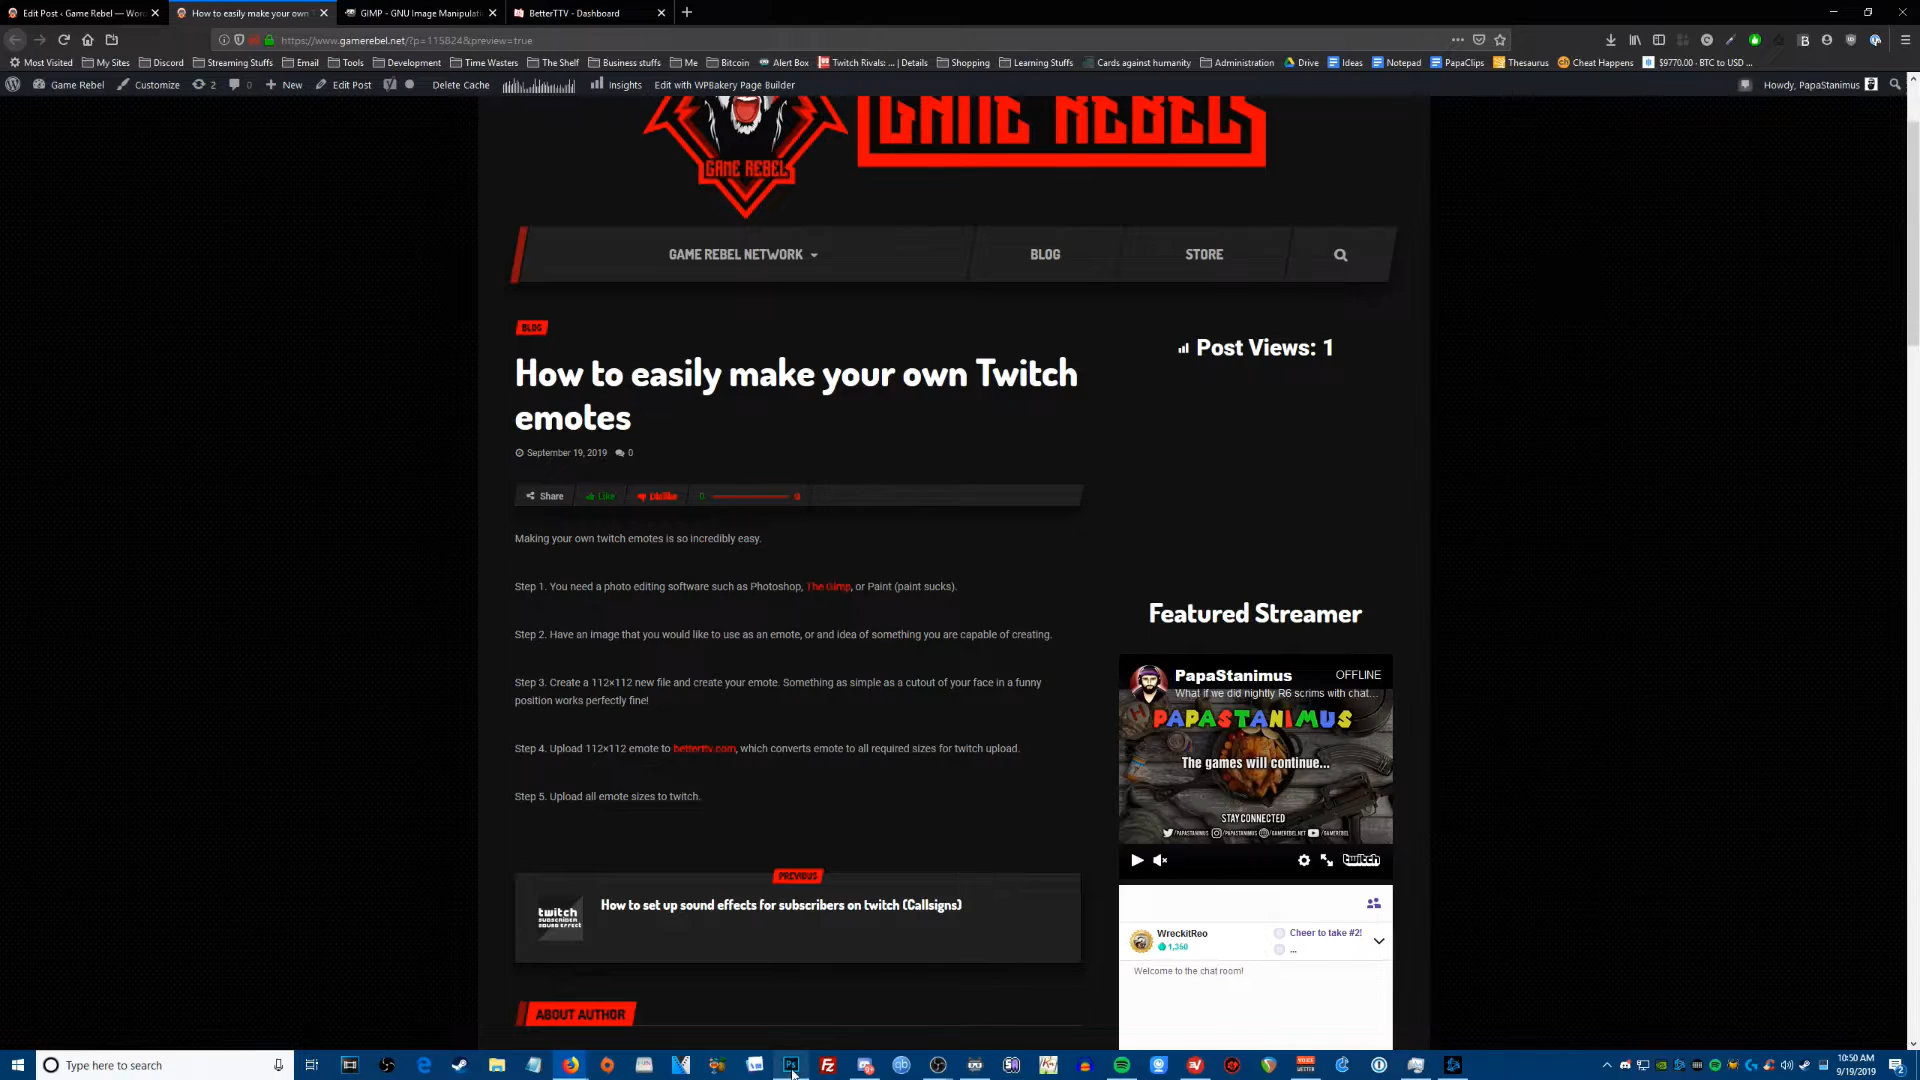 Edit Post ‹ Game Rebel — Wor
How to easily make your own
GIMP - GNU Image Manipulati
BetterTTV - Dashboard
https://www.gamerebel.net/?p=115824&preview=true
Most Visited
My Sites
Discord
Streaming Stuffs
Email
Tools
Development
Time Wasters
The Shelf
Business stuffs
Me
Bitcoin
Alert Box
Twitch Rivals: ... | Details
Shopping
Learning Stuffs
Cards against humanity
Administration
Drive
Ideas
Notepad
PapaClips
Thesaurus
Cheat Happens
$9770.00 - BTC to USD ...
Game Rebel
Customize
2
0
New
Edit Post
Delete Cache
Insights
Edit with WPBakery Page Builder
Howdy, PapaStanimus
GAME REBELS
GAME REBEL
GAME REBEL NETWORK
BLOG
STORE
BLOG
How to easily make your own Twitch
emotes
September 19, 2019
0
Share
Like
Dislike
0
0
Making your own twitch emotes is so incredibly easy.
Step 1. You need a photo editing software such as Photoshop, The Gimp, or Paint (paint sucks).
Step 2. Have an image that you would like to use as an emote, or and idea of something you are capable of creating.
Step 3. Create a 112×112 new file and create your emote. Something as simple as a cutout of your face in a funny
position works perfectly fine!
Step 4. Upload 112×112 emote to betterttv.com, which converts emote to all required sizes for twitch upload.
Step 5. Upload all emote sizes to twitch.
PREVIOUS
twitch
SUBSCRIBER
SOUND EFFECT
How to set up sound effects for subscribers on twitch (Callsigns)
ABOUT AUTHOR
Post Views: 1
Featured Streamer
PapaStanimus
OFFLINE
What if we did nightly R6 scrims with chat...
PAPASTANIMUS
The games will continue...
STAY CONNECTED
/PAPASTANIMUS
/PAPASTANIMUS
/GAMEREBEL.NET
/GAMEREBEL
twitch
WreckitReo
1,350
Cheer to take #2!
...
Welcome to the chat room!
Type here to search
Ps
10:50 AM
9/19/2019
2